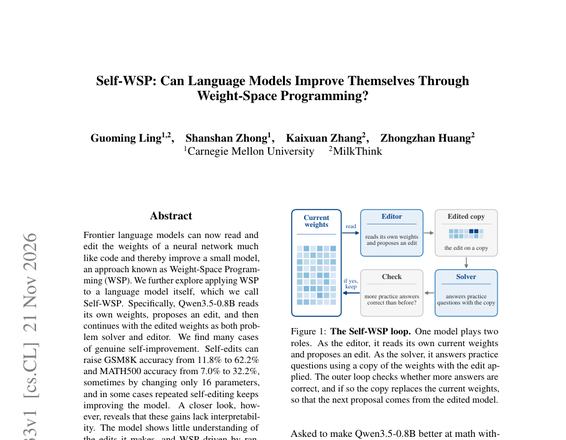 Self-WSP: Can Language Models Improve Themselves Through
Weight-Space Programming?
Guoming Ling1,2, Shanshan Zhong1, Kaixuan Zhang2, Zhongzhan Huang2
1Carnegie Mellon University 2MilkThink
3v1 [cs.CL] 21 Nov 2026
Abstract
Frontier language models can now read and
edit the weights of a neural network much
like code and thereby improve a small model,
an approach known as Weight-Space Program-
ming (WSP). We further explore applying WSP
to a language model itself, which we call
Self-WSP. Specifically, Qwen3.5-0.8B reads
its own weights, proposes an edit, and then
continues with the edited weights as both prob-
lem solver and editor. We find many cases
of genuine self-improvement. Self-edits can
raise GSM8K accuracy from 11.8% to 62.2%
and MATH500 accuracy from 7.0% to 32.2%,
sometimes by changing only 16 parameters,
and in some cases repeated self-editing keeps
improving the model. A closer look, how-
ever, reveals that these gains lack interpretabil-
ity. The model shows little understanding of
the edits it makes, and WSP driven by ran-
Current
weights
read
Editor
reads its own weights
and proposes an edit
Edited copy
the edit on a copy
if yes,
keep
Check
more practice answers
correct than before?
Solver
answers practice
questions with the copy
Figure 1: The Self-WSP loop. One model plays two
roles. As the editor, it reads its own current weights
and proposes an edit. As the solver, it answers practice
questions using a copy of the weights with the edit ap-
plied. The outer loop checks whether more answers are
correct, and if so the copy replaces the current weights,
so that the next proposal comes from the edited model.
Asked to make Qwen3.5-0.8B better at math with-